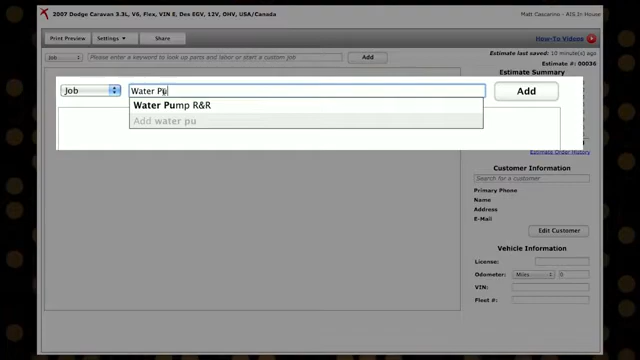 2007 Dodge Caravan 3.3L, V6, Flex, VIN E, Des EGV, 12V, OHV, USA/Canada
Matt Cascarino - AIS In House
Print Preview Settings Share
How-To Videos
Job Please enter a keyword to look up parts and labor or start a custom job Add
Estimate last saved: 10 minute(s) ago
Estimate #: 00036
Estimate Summary
Job Water Pu Add
Water Pump R&R
Add water pu
Estimate Order History
Customer Information
Search for a customer
Primary Phone
Name
Address
E-Mail
Edit Customer
Vehicle Information
License:
Odometer: Miles 0
VIN:
Fleet #: